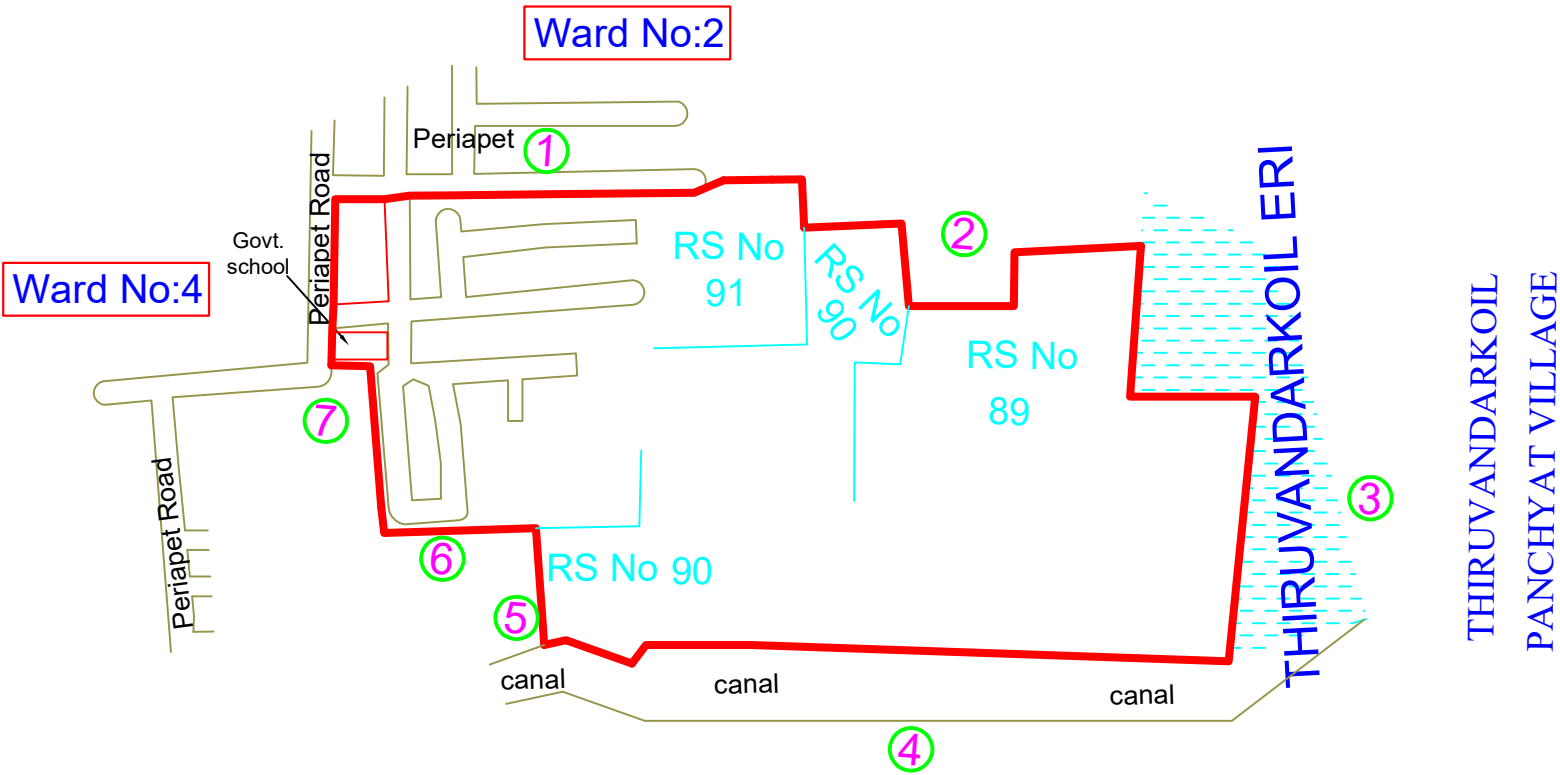 Ward No:2
Periapet
1
Periapet Road
Govt.
school
Ward No:4
RS No
91
RS No
90
2
RS No
89
THIRUVANDARKOIL ERI
THIRUVANDARKOIL
PANCHYAT VILLAGE
7
3
Periapet Road
6
RS No 90
5
canal
canal
canal
4